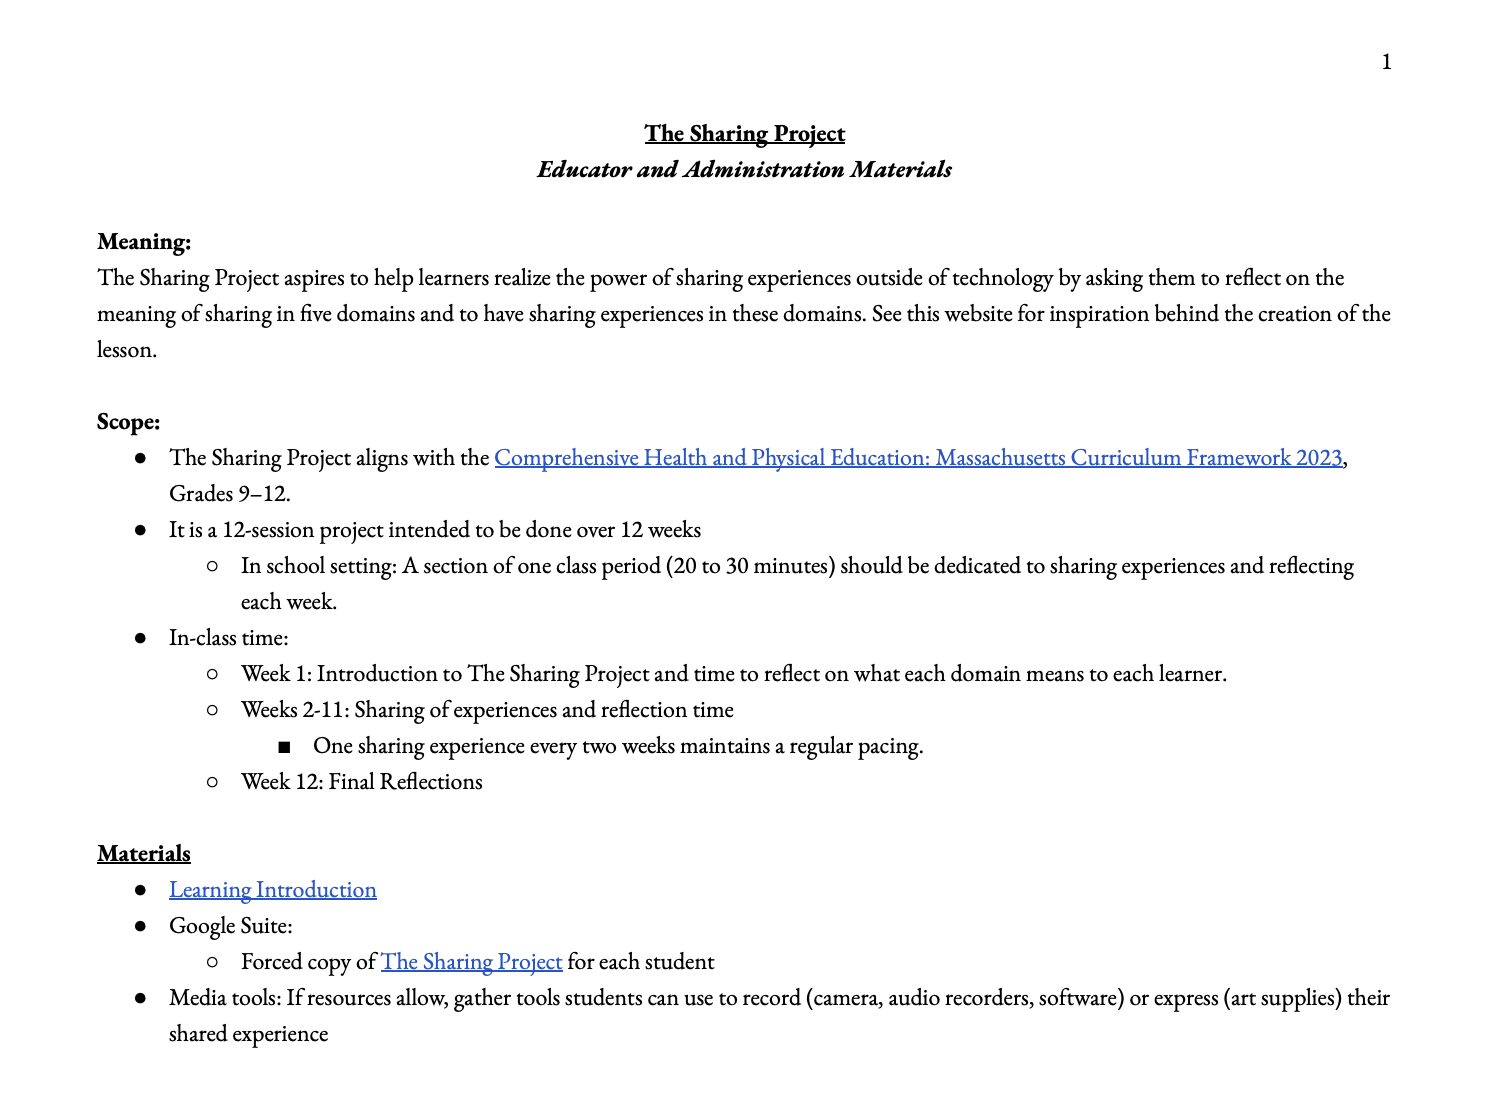 1
The Sharing Project
Educator and Administration Materials
Meaning:
The Sharing Project aspires to help learners realize the power of sharing experiences outside of technology by asking them to reflect on the
meaning of sharing in five domains and to have sharing experiences in these domains. See this website for inspiration behind the creation of the
lesson.
Scope:
● The Sharing Project aligns with the Comprehensive Health and Physical Education: Massachusetts Curriculum Framework 2023,
Grades 9–12.
● It is a 12-session project intended to be done over 12 weeks
○ In school setting: A section of one class period (20 to 30 minutes) should be dedicated to sharing experiences and reflecting
each week.
● In-class time:
○ Week 1: Introduction to The Sharing Project and time to reflect on what each domain means to each learner.
○ Weeks 2-11: Sharing of experiences and reflection time
■ One sharing experience every two weeks maintains a regular pacing.
○ Week 12: Final Reflections
Materials
● Learning Introduction
● Google Suite:
○ Forced copy of The Sharing Project for each student
● Media tools: If resources allow, gather tools students can use to record (camera, audio recorders, software) or express (art supplies) their
shared experience